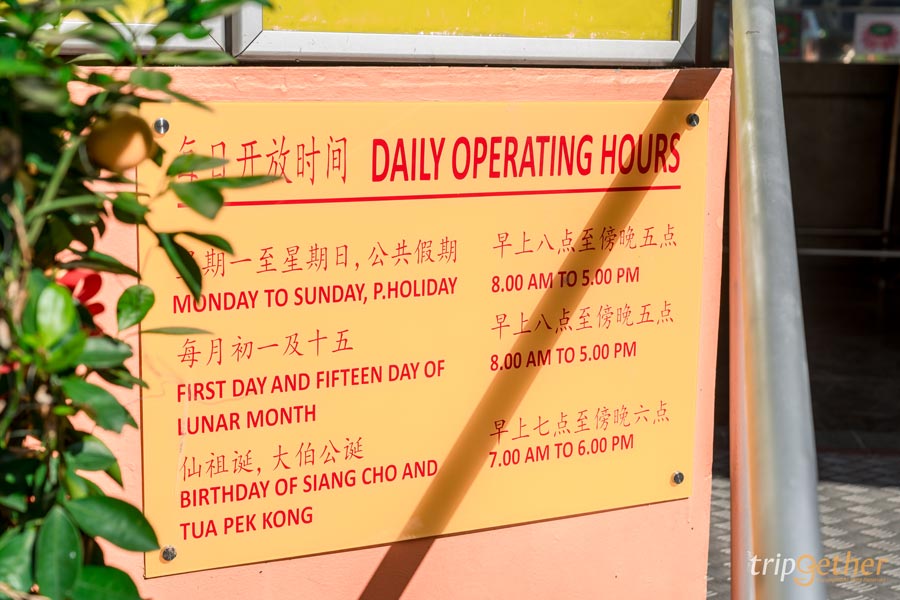 每日开放时间 DAILY OPERATING HOURS
星期一至星期日, 公共假期
MONDAY TO SUNDAY, P.HOLIDAY
早上八点至傍晚五点
8.00 AM TO 5.00 PM
每月初一及十五
FIRST DAY AND FIFTEEN DAY OF
LUNAR MONTH
早上八点至傍晚五点
8.00 AM TO 5.00 PM
仙祖诞, 大伯公诞
BIRTHDAY OF SIANG CHO AND
TUA PEK KONG
早上七点至傍晚六点
7.00 AM TO 6.00 PM
tripgether